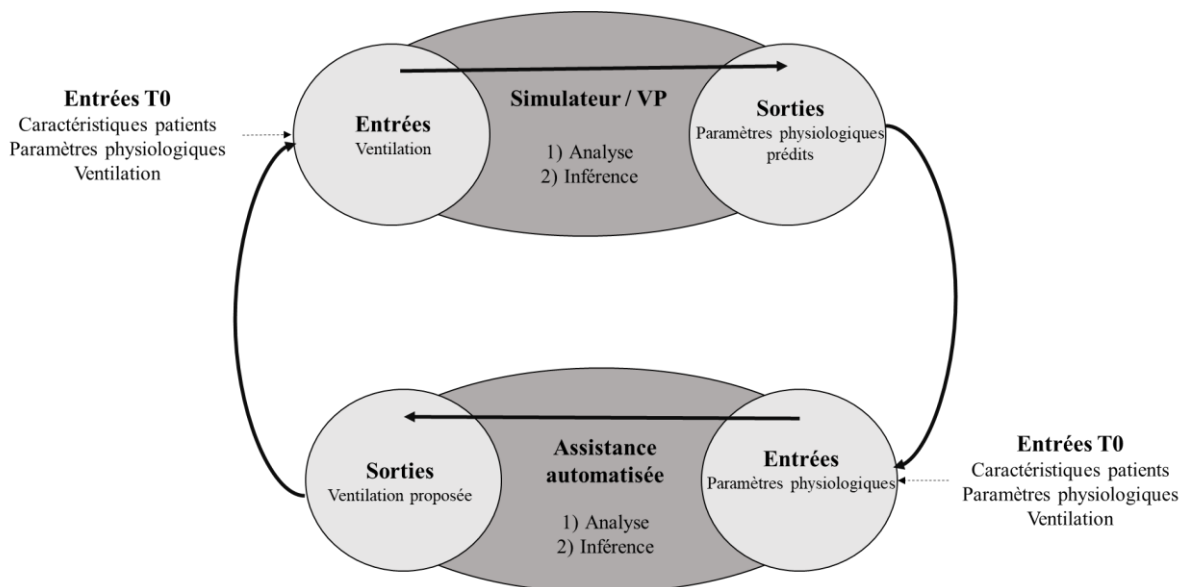 Entrées T0
Caractéristiques patients
Paramètres physiologiques
Ventilation
Entrées
Ventilation
Simulateur / VP
1) Analyse
2) Inférence
Sorties
Paramètres physiologiques
prédits
Sorties
Ventilation proposée
Assistance
automatisée
1) Analyse
2) Inférence
Entrées
Paramètres physiologiques
Entrées T0
Caractéristiques patients
Paramètres physiologiques
Ventilation